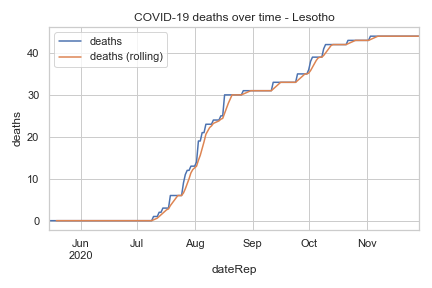 COVID-19 deaths over time - Lesotho
deaths
deaths (rolling)
deaths
40
30
20
10
0
Jun Jul Aug Sep Oct Nov
2020
dateRep